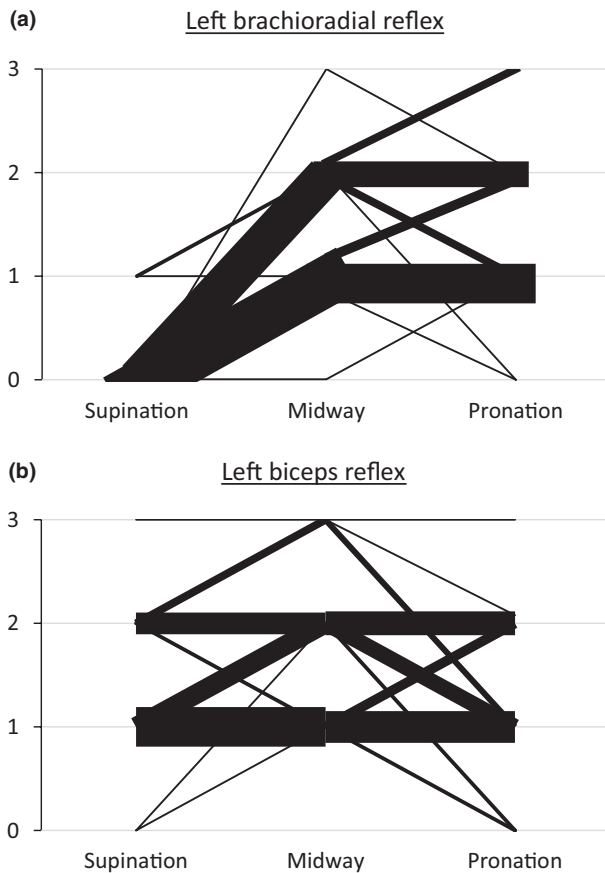 (a) Left brachioradial reflex
3
2
1
0
Supination Midway Pronation
(b) Left biceps reflex
3
2
1
0
Supination Midway Pronation